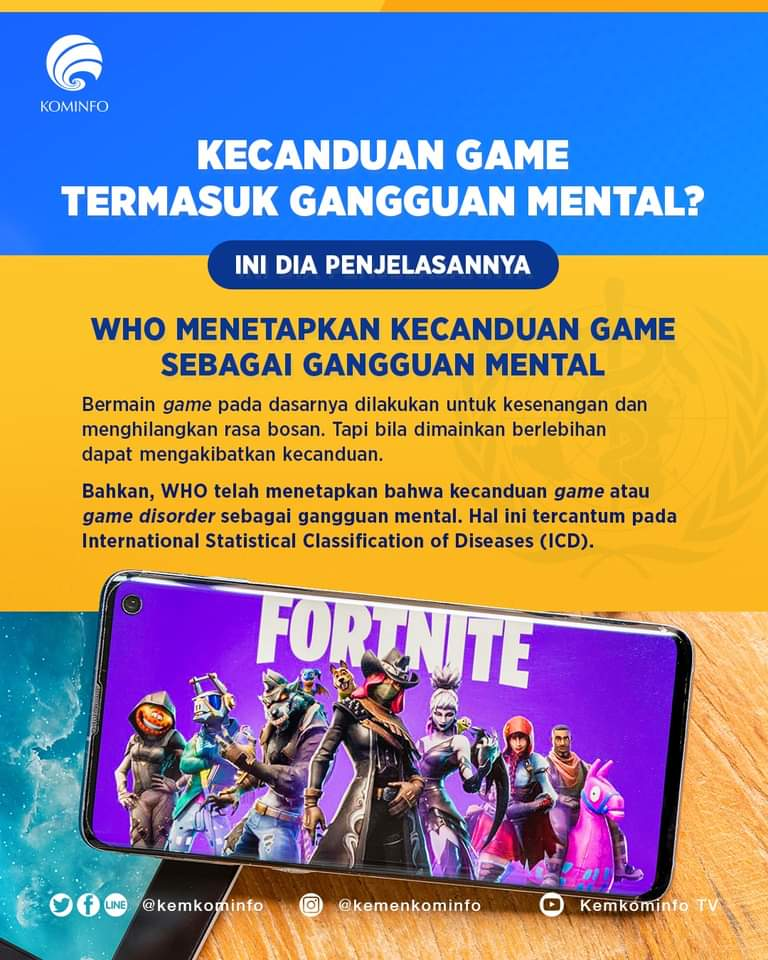 KOMINFO
KECANDUAN GAME
TERMASUK GANGGUAN MENTAL?
INI DIA PENJELASANNYA
WHO MENETAPKAN KECANDUAN GAME
SEBAGAI GANGGUAN MENTAL
Bermain game pada dasarnya dilakukan untuk kesenangan dan
menghilangkan rasa bosan. Tapi bila dimainkan berlebihan
dapat mengakibatkan kecanduan.
Bahkan, WHO telah menetapkan bahwa kecanduan game atau
game disorder sebagai gangguan mental. Hal ini tercantum pada
International Statistical Classification of Diseases (ICD).
FORTNITE
LINE @kemkominfo @kemenkominfo Kemkominfo TV